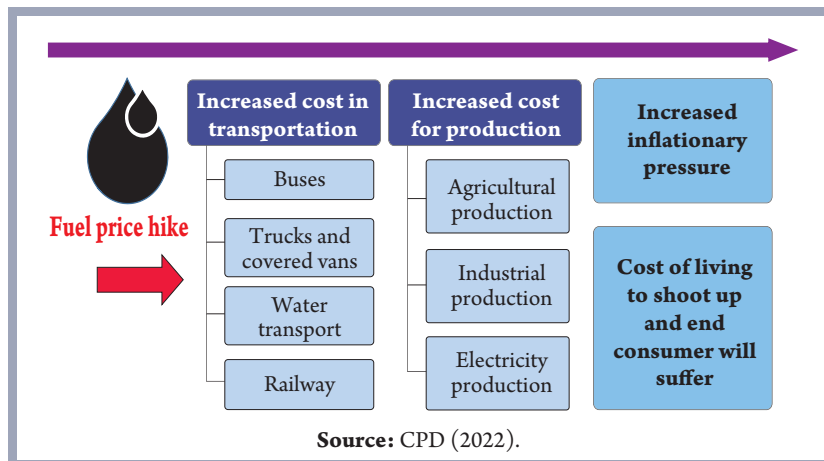 Fuel price hike
Increased cost in
transportation
Buses
Trucks and
covered vans
Water
transport
Railway
Increased cost
for production
Agricultural
production
Industrial
production
Electricity
production
Increased
inflationary
pressure
Cost of living
to shoot up
and end
consumer will
suffer
Source: CPD (2022).